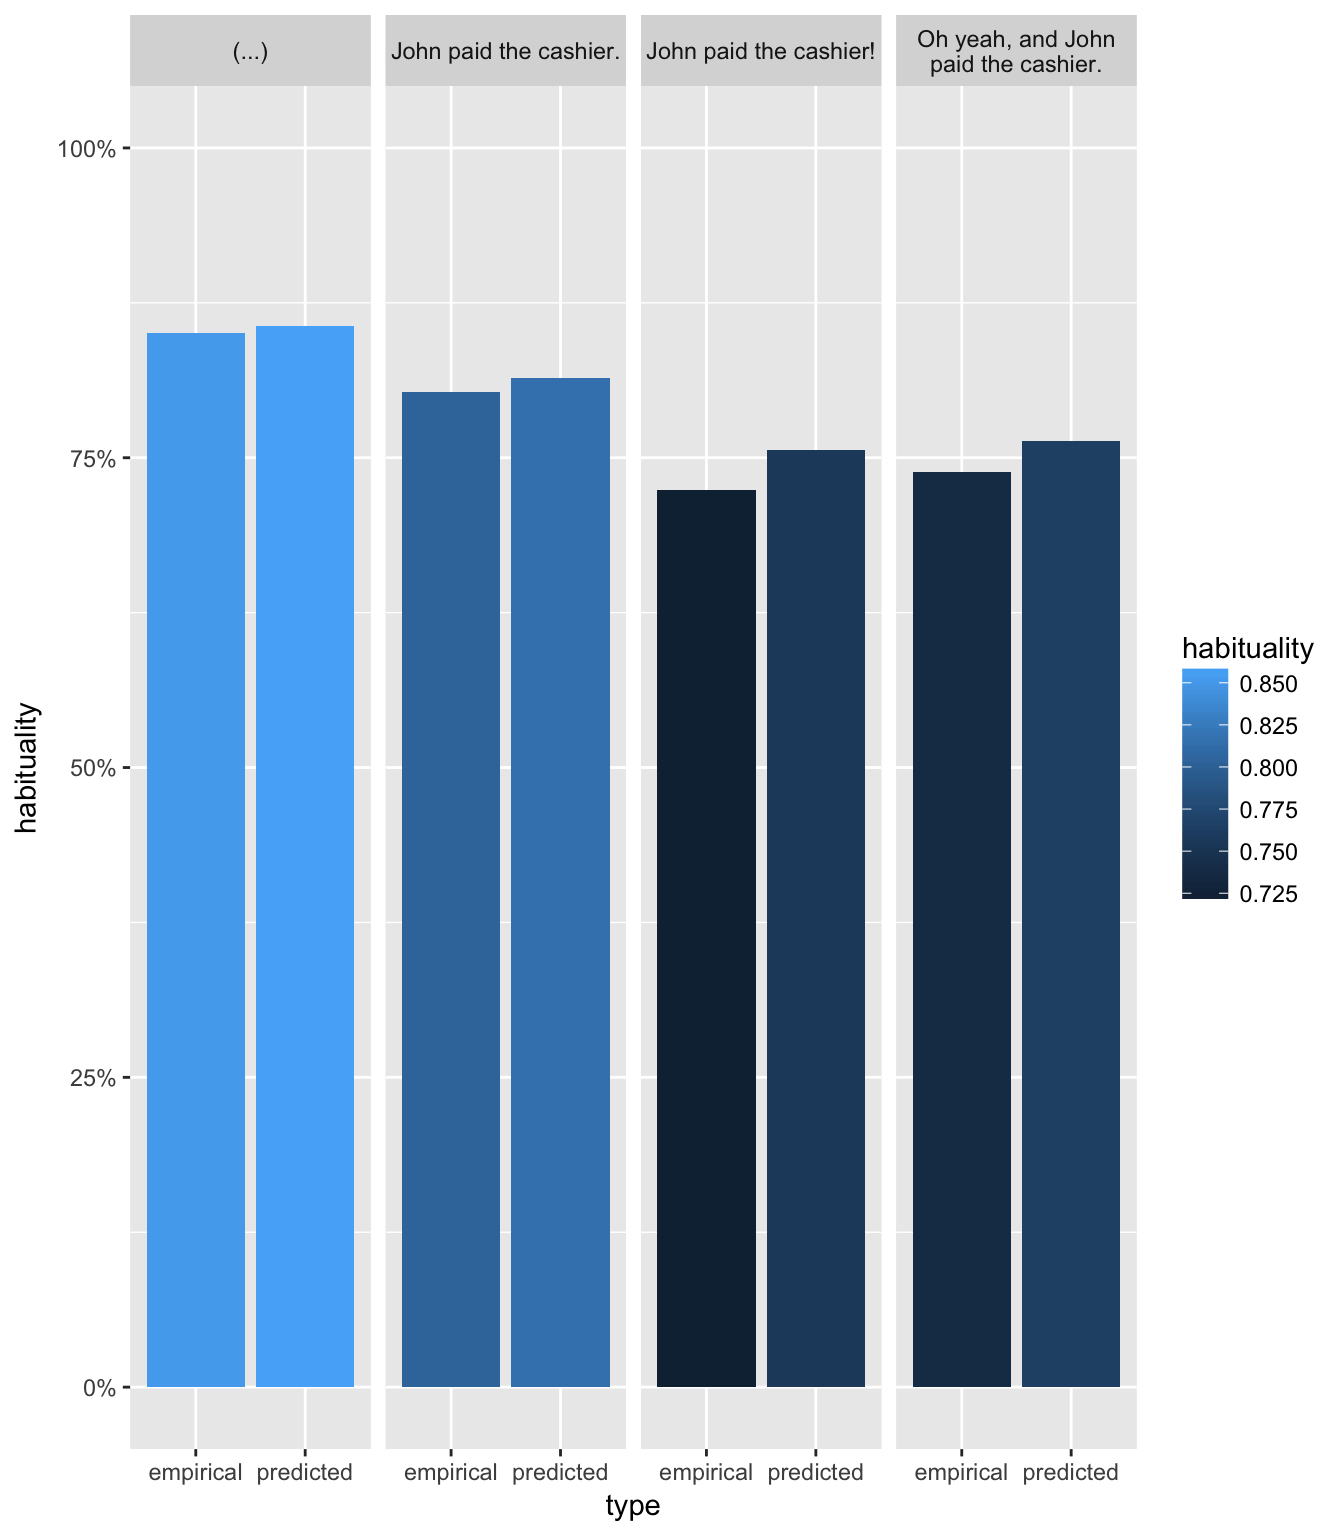 (...)
John paid the cashier.
John paid the cashier!
Oh yeah, and John
paid the cashier.
100%
75%
50%
25%
0%
habituality
empirical predicted
empirical predicted
empirical predicted
empirical predicted
type
habituality
0.850
0.825
0.800
0.775
0.750
0.725